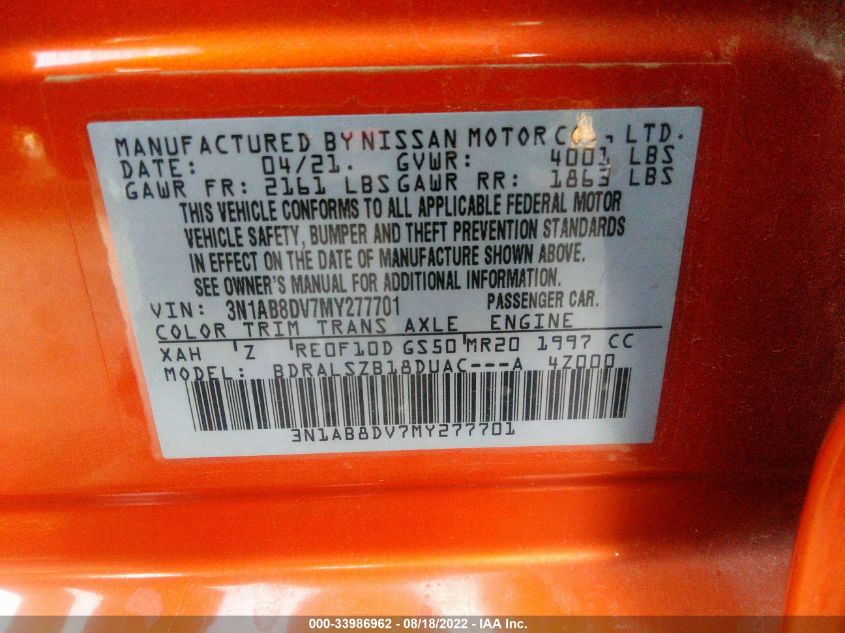 MANUFACTURED BY NISSAN MOTOR CO., LTD.
DATE: 04/21. GVWR: 4001 LBS
GAWR FR: 2161 LBS GAWR RR: 1863 LBS
THIS VEHICLE CONFORMS TO ALL APPLICABLE FEDERAL MOTOR
VEHICLE SAFETY, BUMPER AND THEFT PREVENTION STANDARDS
IN EFFECT ON THE DATE OF MANUFACTURE SHOWN ABOVE.
SEE OWNER'S MANUAL FOR ADDITIONAL INFORMATION.
VIN: 3N1AB8DV7MY277701 PASSENGER CAR.
COLOR TRIM TRANS AXLE ENGINE
XAH Z RE0F10D GS50 MR20 1997 CC
MODEL: BDRALSZB18DUAC---A 4Z000
3N1AB8DV7MY277701
000-33986962 - 08/18/2022 - IAA Inc.